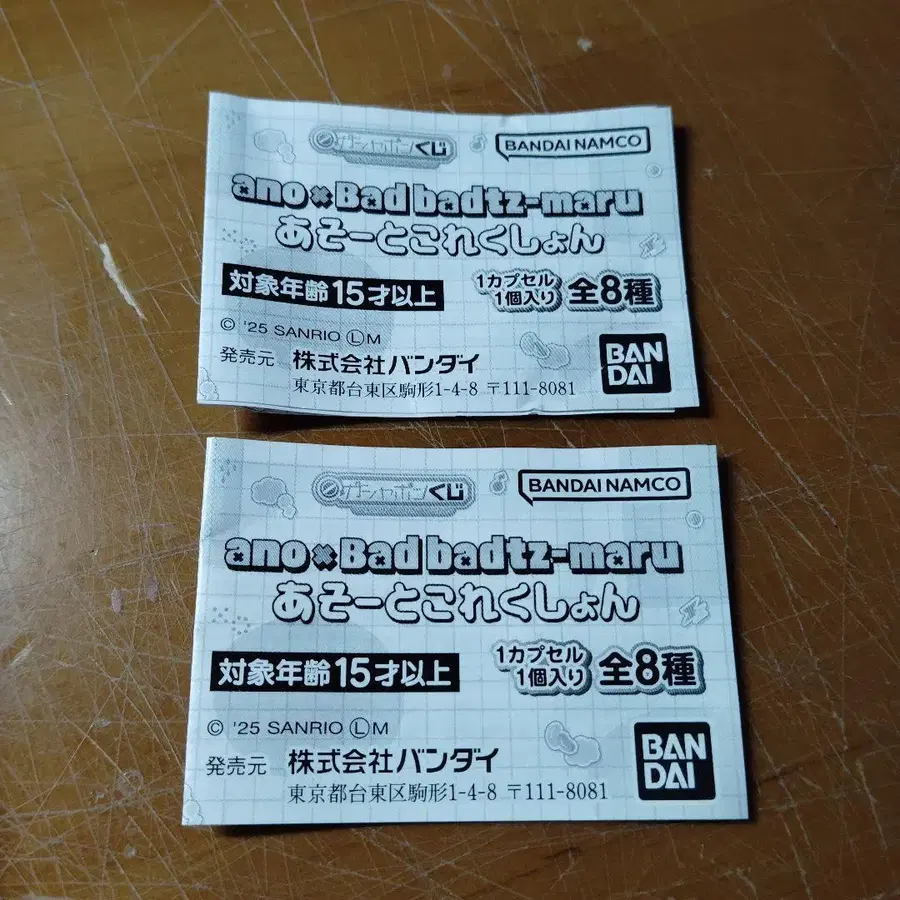 ガシャポンくじ
BANDAI NAMCO
ano×Bad badtz-maru
あそーとこれくしょん
対象年齢15才以上
1カプセル
1個入り
全8種
© '25 SANRIO Ⓛ M
発売元 株式会社バンダイ
東京都台東区駒形1-4-8 〒111-8081
BAN
DAI
ガシャポンくじ
BANDAI NAMCO
ano×Bad badtz-maru
あそーとこれくしょん
対象年齢15才以上
1カプセル
1個入り
全8種
© '25 SANRIO Ⓛ M
発売元 株式会社バンダイ
東京都台東区駒形1-4-8 〒111-8081
BAN
DAI